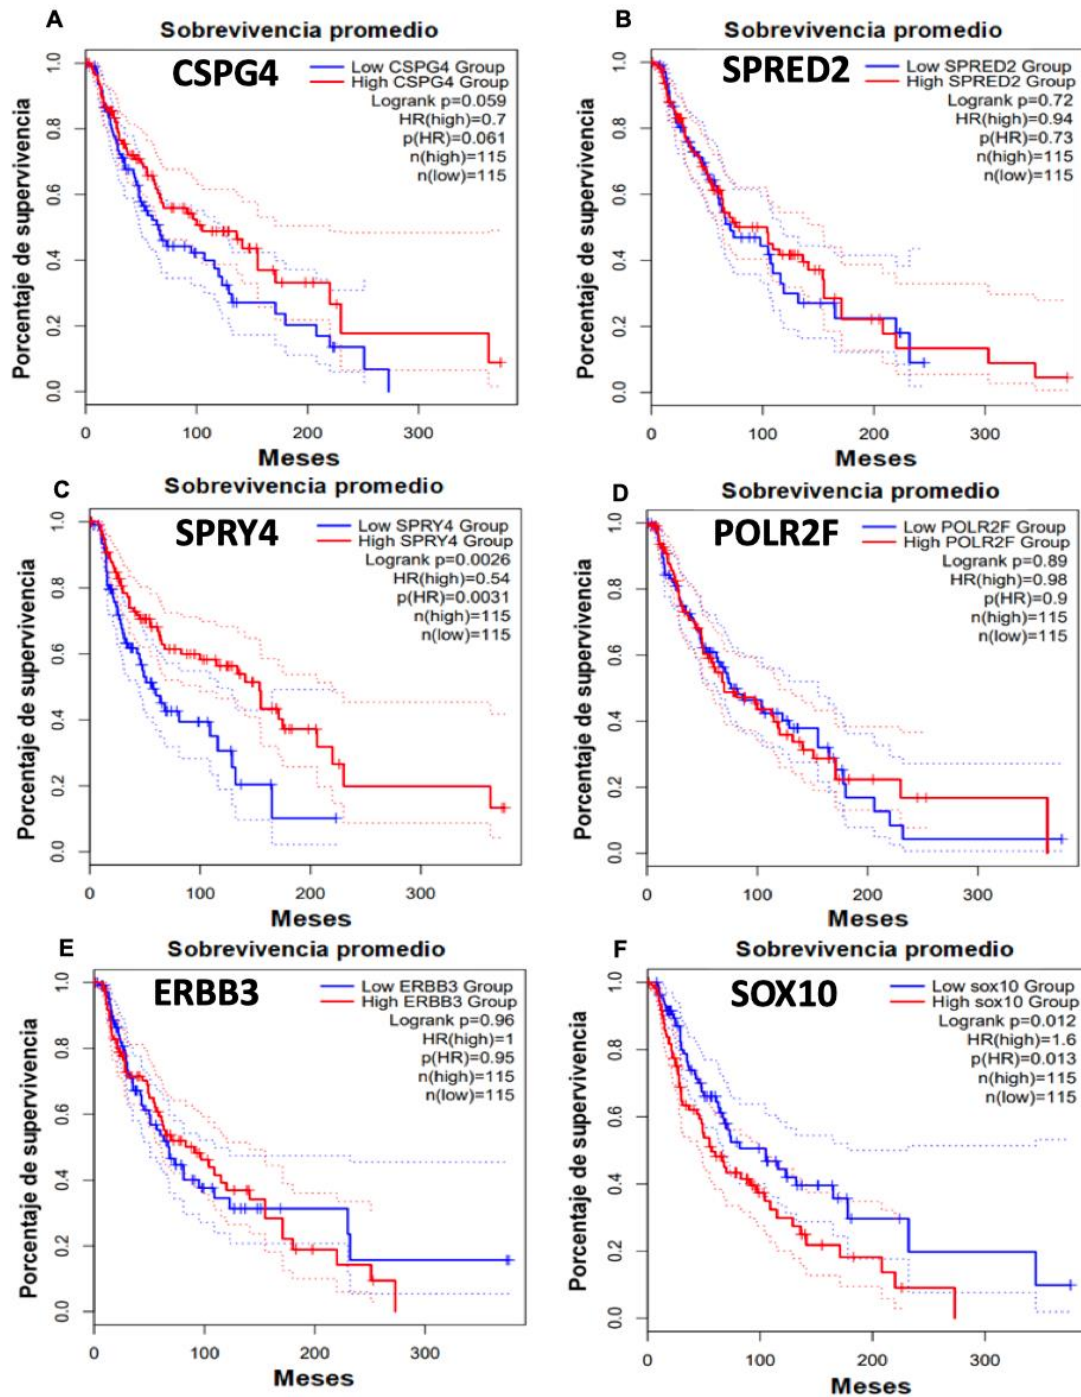 A
Sobrevivencia promedio
CSPG4
Low CSPG4 Group
High CSPG4 Group
Logrank p=0.059
HR(high)=0.7
p(HR)=0.061
n(high)=115
n(low)=115
Porcentaje de supervivencia
1.0
0.8
0.6
0.4
0.2
0.0
0 100 200 300
Meses
B
Sobrevivencia promedio
SPRED2
Low SPRED2 Group
High SPRED2 Group
Logrank p=0.72
HR(high)=0.94
p(HR)=0.73
n(high)=115
n(low)=115
Porcentaje de supervivencia
1.0
0.8
0.6
0.4
0.2
0.0
0 100 200 300
Meses
C
Sobrevivencia promedio
SPRY4
Low SPRY4 Group
High SPRY4 Group
Logrank p=0.0026
HR(high)=0.54
p(HR)=0.0031
n(high)=115
n(low)=115
Porcentaje de supervivencia
1.0
0.8
0.6
0.4
0.2
0.0
0 100 200 300
Meses
D
Sobrevivencia promedio
POLR2F
Low POLR2F Group
High POLR2F Group
Logrank p=0.89
HR(high)=0.98
p(HR)=0.9
n(high)=115
n(low)=115
Porcentaje de supervivencia
1.0
0.8
0.6
0.4
0.2
0.0
0 100 200 300
Meses
E
Sobrevivencia promedio
ERBB3
Low ERBB3 Group
High ERBB3 Group
Logrank p=0.96
HR(high)=1
p(HR)=0.95
n(high)=115
n(low)=115
Porcentaje de supervivencia
1.0
0.8
0.6
0.4
0.2
0.0
0 100 200 300
Meses
F
Sobrevivencia promedio
SOX10
Low sox10 Group
High sox10 Group
Logrank p=0.012
HR(high)=1.6
p(HR)=0.013
n(high)=115
n(low)=115
Porcentaje de supervivencia
1.0
0.8
0.6
0.4
0.2
0.0
0 100 200 300
Meses